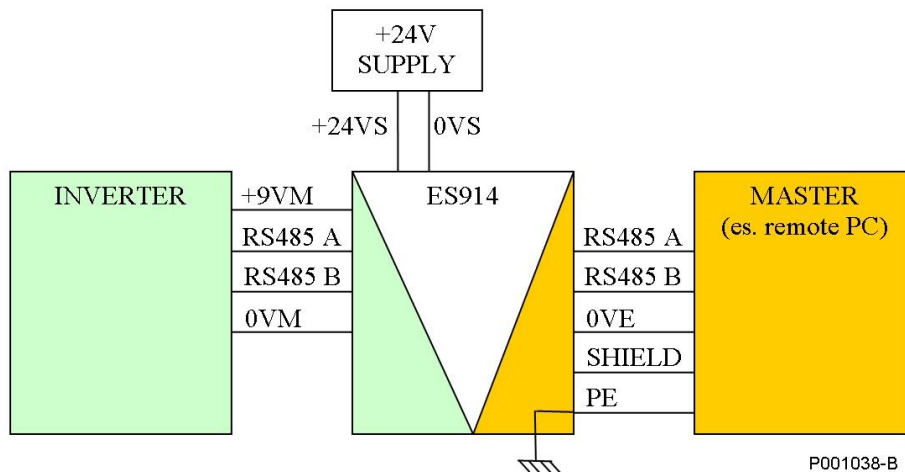 +24V
SUPPLY
+24VS
0VS
INVERTER
+9VM
RS485 A
RS485 B
0VM
ES914
RS485 A
RS485 B
0VE
SHIELD
PE
MASTER
(es. remote PC)
P001038-B